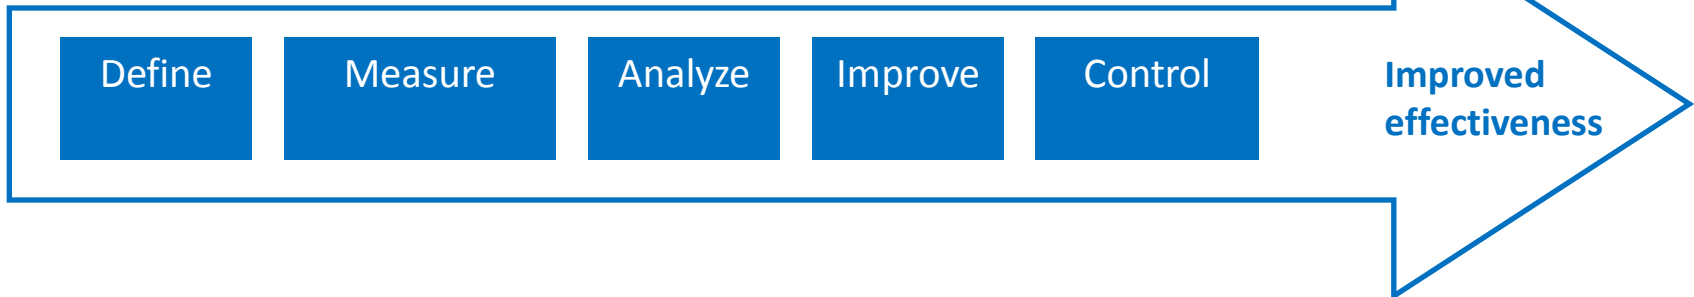 Define
Measure
Analyze
Improve
Control
Improved
effectiveness